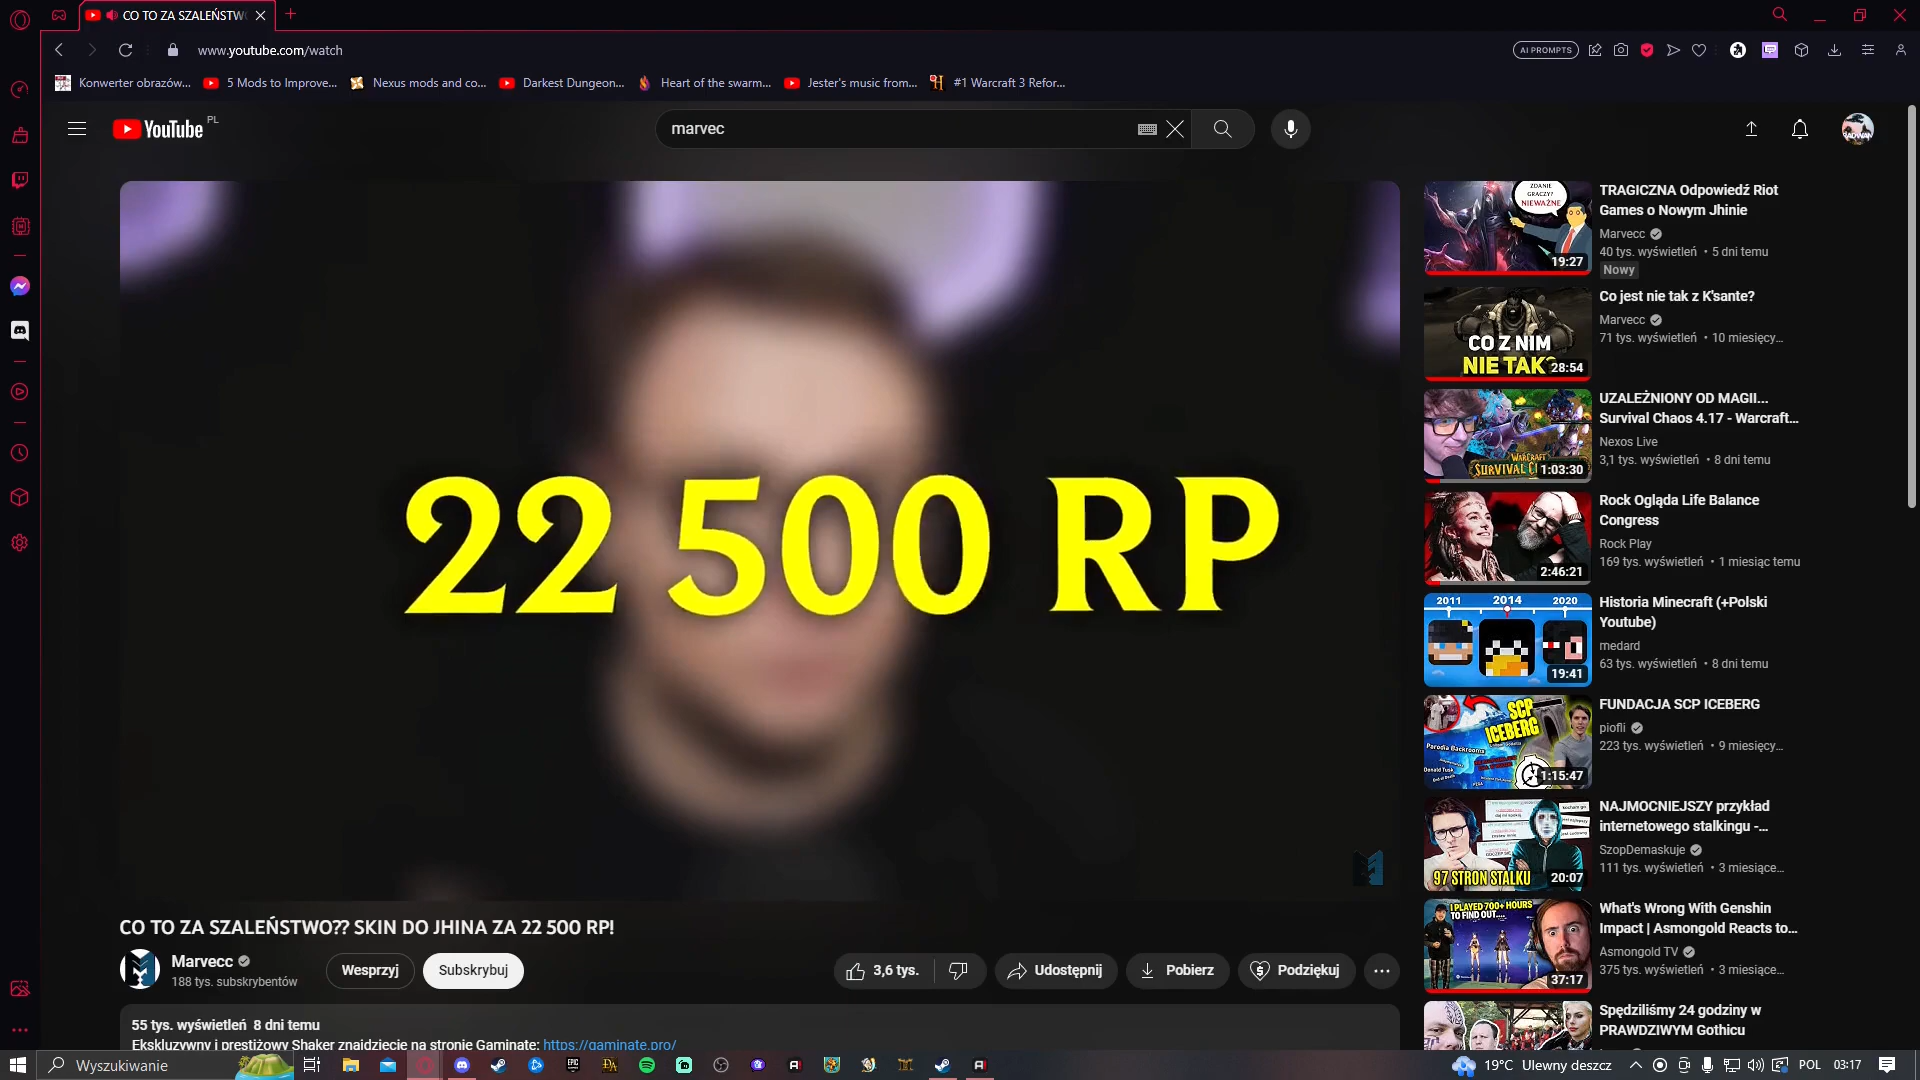 CO TO ZA SZALEŃSTW
www.youtube.com/watch
AI PROMPTS
Konwerter obrazów...
5 Mods to Improve...
Nexus mods and co...
Darkest Dungeon...
Heart of the swarm...
Jester's music from...
#1 Warcraft 3 Refor...
YouTube PL
marvec
22 500 RP
CO TO ZA SZALEŃSTWO?? SKIN DO JHINA ZA 22 500 RP!
Marvecc
188 tys. subskrybentów
Wesprzyj
Subskrybuj
3,6 tys.
Udostępnij
Pobierz
Podziękuj
55 tys. wyświetleń 8 dni temu
Ekskluzywny i prestiżowy Shaker znajdziecie na stronie Gaminate: https://gaminate.pro/
ZDANIE
GRACZY?
NIEWAŻNE
19:27
TRAGICZNA Odpowiedź Riot
Games o Nowym Jhinie
Marvecc
40 tys. wyświetleń • 5 dni temu
Nowy
CO Z NIM
NIE TAK?
28:54
Co jest nie tak z K'sante?
Marvecc
71 tys. wyświetleń • 10 miesięcy...
WARCRAFT
SURVIVAL C
1:03:30
UZALEŻNIONY OD MAGII...
Survival Chaos 4.17 - Warcraft...
Nexos Live
3,1 tys. wyświetleń • 8 dni temu
2:46:21
Rock Ogląda Life Balance
Congress
Rock Play
169 tys. wyświetleń • 1 miesiąc temu
2011 2014 2020
19:41
Historia Minecraft (+Polski
Youtube)
medard
63 tys. wyświetleń • 8 dni temu
SCP
ICEBERG
Parodia Backrooms
Donald Tusk
1:15:47
FUNDACJA SCP ICEBERG
piofli
223 tys. wyświetleń • 9 miesięcy...
97 STRON STALKU
20:07
NAJMOCNIEJSZY przykład
internetowego stalkingu -...
SzopDemaskuje
111 tys. wyświetleń • 3 miesiące...
I PLAYED 700+ HOURS
TO FIND OUT....
37:17
What's Wrong With Genshin
Impact | Asmongold Reacts to...
Asmongold TV
375 tys. wyświetleń • 3 miesiące...
Spędziliśmy 24 godziny w
PRAWDZIWYM Gothicu
Wyszukiwanie
EPIC
19°C Ulewny deszcz
POL
03:17